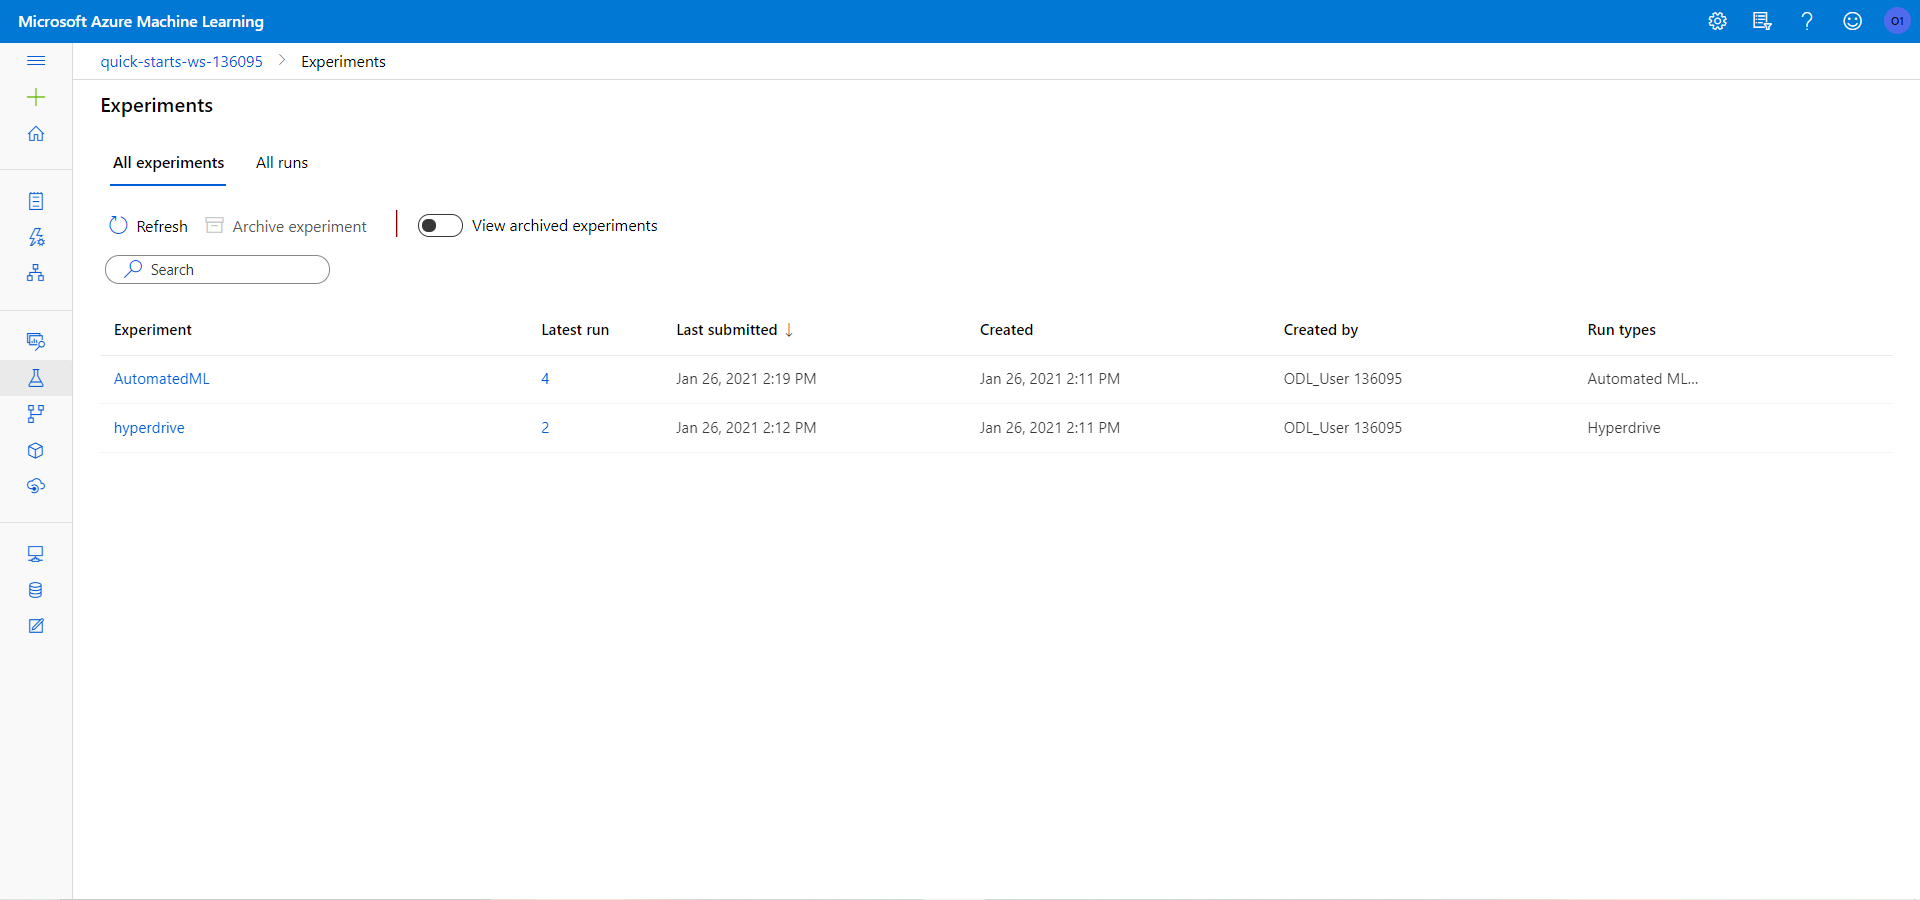 Microsoft Azure Machine Learning
O1
quick-starts-ws-136095 > Experiments
Experiments
All experiments All runs
Refresh Archive experiment View archived experiments
Search
Experiment Latest run Last submitted ↓ Created Created by Run types
AutomatedML 4 Jan 26, 2021 2:19 PM Jan 26, 2021 2:11 PM ODL_User 136095 Automated ML...
hyperdrive 2 Jan 26, 2021 2:12 PM Jan 26, 2021 2:11 PM ODL_User 136095 Hyperdrive